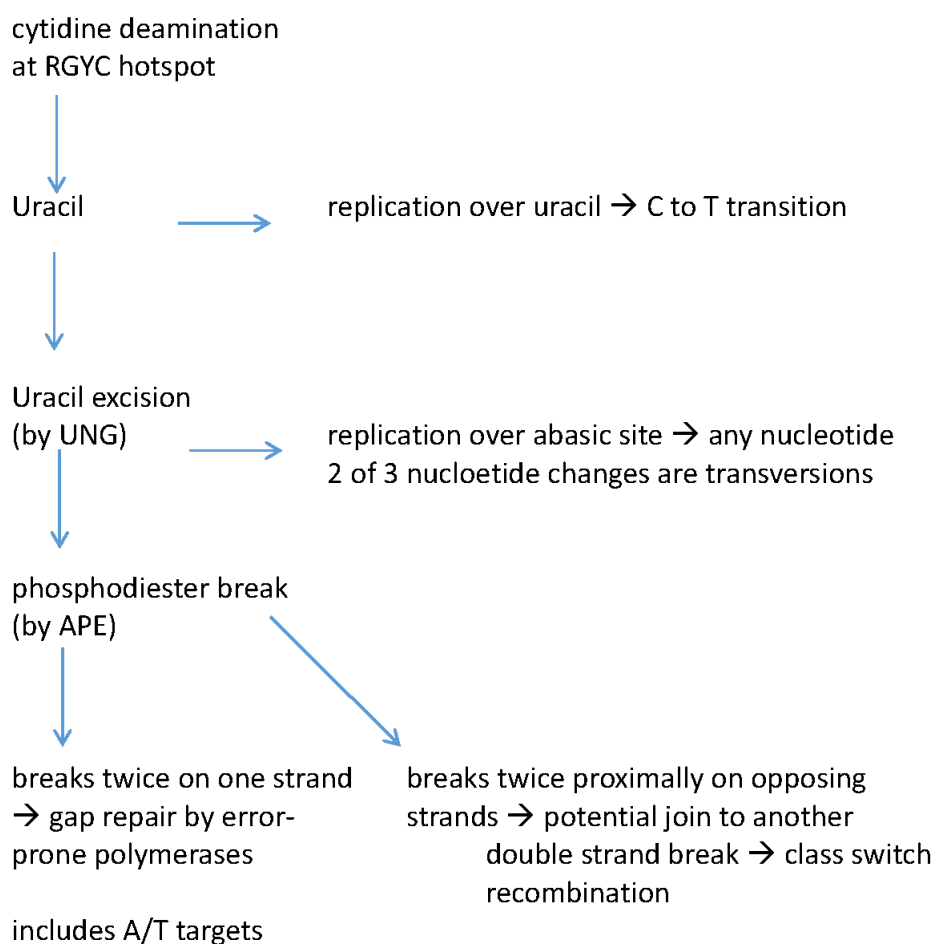 cytidine deamination
at RGYC hotspot
Uracil
replication over uracil → C to T transition
Uracil excision
(by UNG)
replication over abasic site → any nucleotide
2 of 3 nucloetide changes are transversions
phosphodiester break
(by APE)
breaks twice on one strand
→ gap repair by error-
prone polymerases
includes A/T targets
breaks twice proximally on opposing
strands → potential join to another
double strand break → class switch
recombination